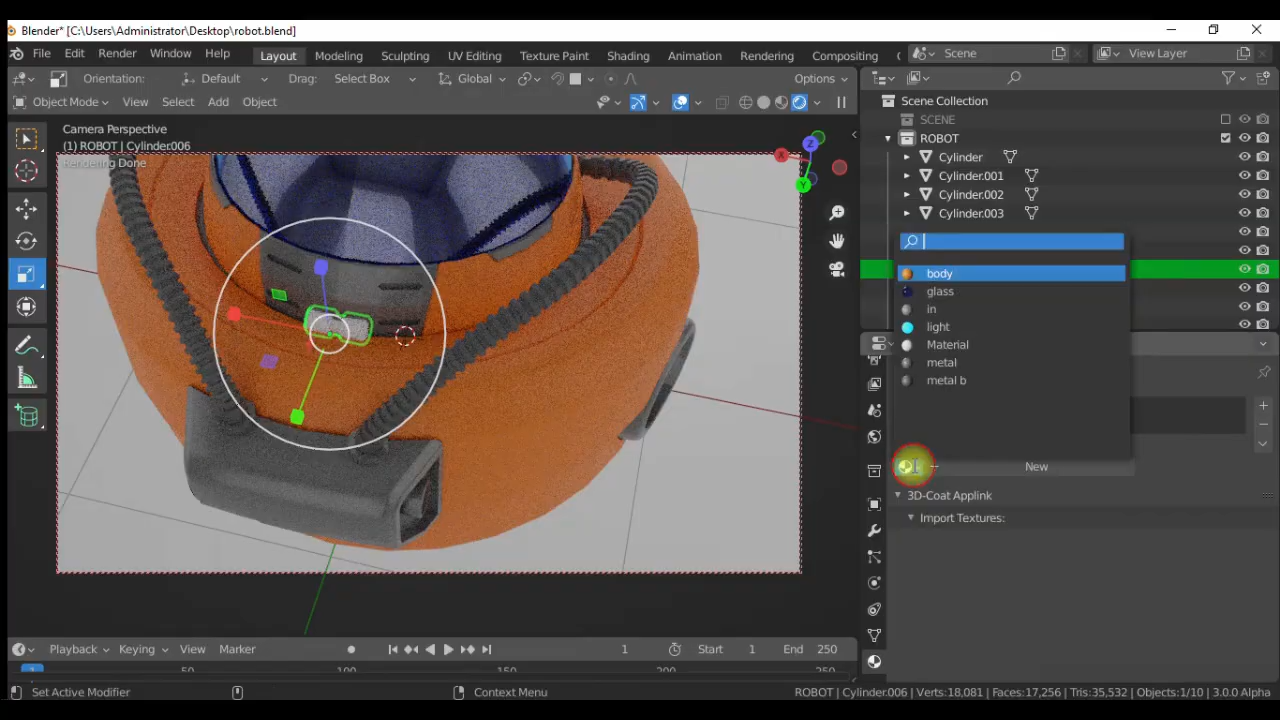 Blender* [C:\Users\Administrator\Desktop\robot.blend]
File Edit Render Window Help Layout Modeling Sculpting UV Editing Texture Paint Shading Animation Rendering Compositing Scene View Layer
Orientation: Default Drag: Select Box Global Options
Object Mode View Select Add Object
Scene Collection
SCENE
ROBOT
Cylinder
Cylinder.001
Cylinder.002
Cylinder.003
Camera Perspective
(1) ROBOT | Cylinder.006
Rendering Done
X
Z
Y
body
glass
in
light
Material
metal
metal b
New
3D-Coat Applink
Import Textures:
Playback Keying View Marker 1 Start 1 End 250
50 100 150 200 250
Set Active Modifier Context Menu ROBOT | Cylinder.006 | Verts:18,081 | Faces:17,256 | Tris:35,532 | Objects:1/10 | 3.0.0 Alpha